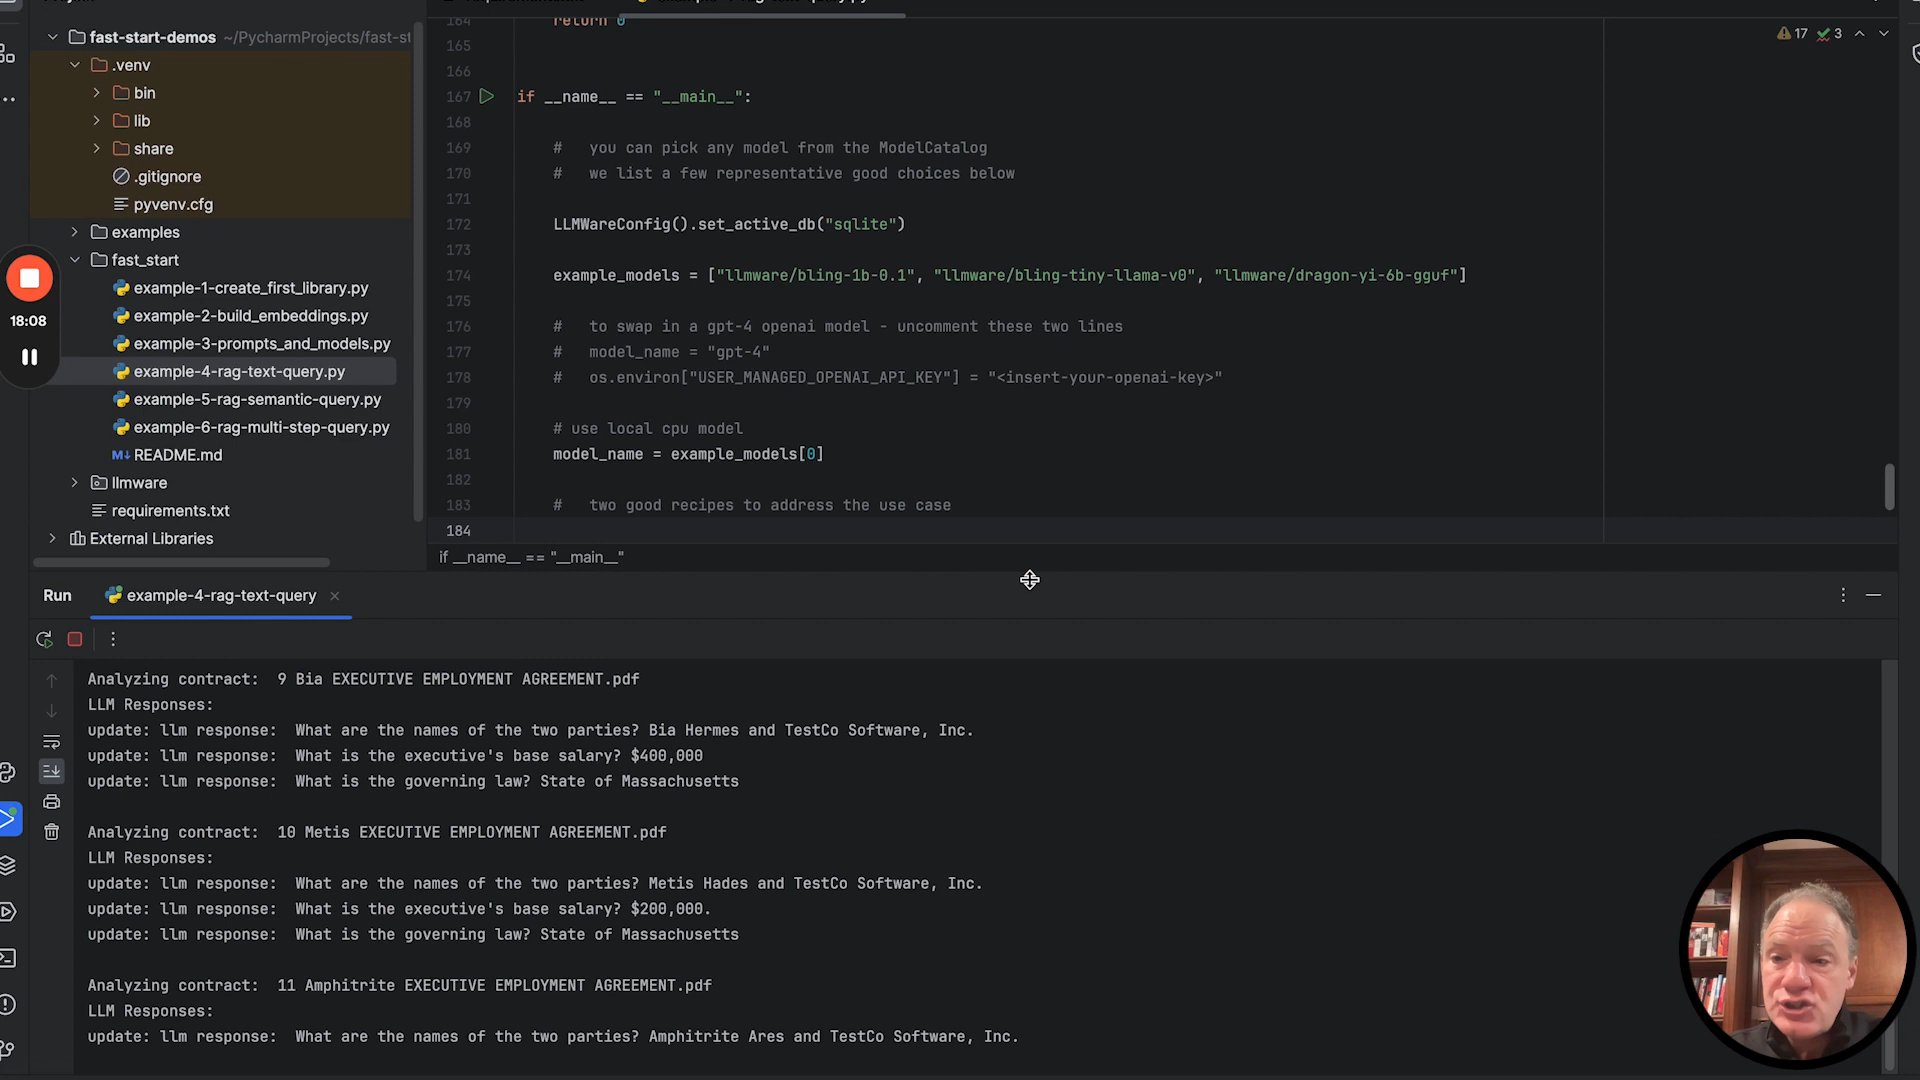 fast-start-demos ~/PycharmProjects/fast-st
.venv
bin
lib
share
.gitignore
pyvenv.cfg
examples
fast_start
example-1-create_first_library.py
example-2-build_embeddings.py
example-3-prompts_and_models.py
example-4-rag-text-query.py
example-5-rag-semantic-query.py
example-6-rag-multi-step-query.py
M↓ README.md
llmware
requirements.txt
External Libraries
18:08
17 3
164 return 0
165
166
167 if __name__ == "__main__":
168
169 # you can pick any model from the ModelCatalog
170 # we list a few representative good choices below
171
172 LLMWareConfig().set_active_db("sqlite")
173
174 example_models = ["llmware/bling-1b-0.1", "llmware/bling-tiny-llama-v0", "llmware/dragon-yi-6b-gguf"]
175
176 # to swap in a gpt-4 openai model - uncomment these two lines
177 # model_name = "gpt-4"
178 # os.environ["USER_MANAGED_OPENAI_API_KEY"] = "<insert-your-openai-key>"
179
180 # use local cpu model
181 model_name = example_models[0]
182
183 # two good recipes to address the use case
184
if __name__ == "__main__"
Run example-4-rag-text-query
Analyzing contract: 9 Bia EXECUTIVE EMPLOYMENT AGREEMENT.pdf
LLM Responses:
update: llm response: What are the names of the two parties? Bia Hermes and TestCo Software, Inc.
update: llm response: What is the executive's base salary? $400,000
update: llm response: What is the governing law? State of Massachusetts
Analyzing contract: 10 Metis EXECUTIVE EMPLOYMENT AGREEMENT.pdf
LLM Responses:
update: llm response: What are the names of the two parties? Metis Hades and TestCo Software, Inc.
update: llm response: What is the executive's base salary? $200,000.
update: llm response: What is the governing law? State of Massachusetts
Analyzing contract: 11 Amphitrite EXECUTIVE EMPLOYMENT AGREEMENT.pdf
LLM Responses:
update: llm response: What are the names of the two parties? Amphitrite Ares and TestCo Software, Inc.